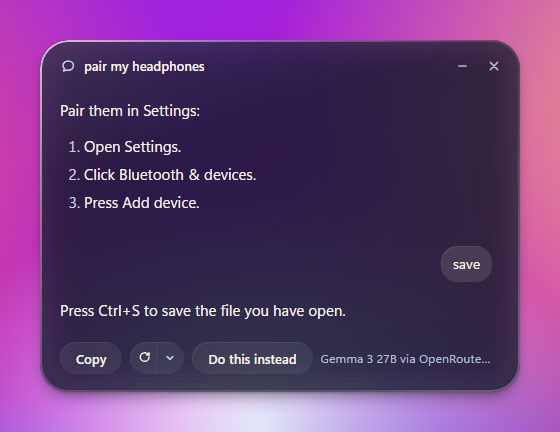 pair my headphones
Pair them in Settings:
1. Open Settings.
2. Click Bluetooth & devices.
3. Press Add device.
save
Press Ctrl+S to save the file you have open.
Copy
Do this instead
Gemma 3 27B via OpenRoute...